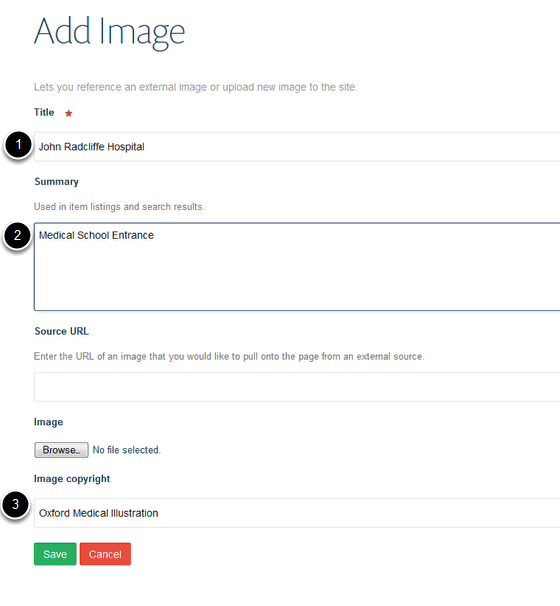 Add Image
Lets you reference an external image or upload new image to the site.
Title ★
1
John Radcliffe Hospital
Summary
Used in item listings and search results.
2
Medical School Entrance
Source URL
Enter the URL of an image that you would like to pull onto the page from an external source.
Image
Browse.. No file selected.
Image copyright
3
Oxford Medical Illustration
Save Cancel